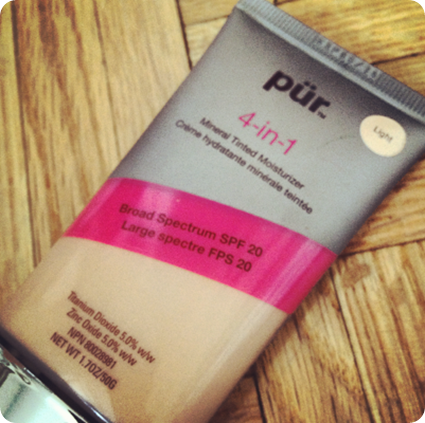 pür™
4-in-1
Light
Mineral Tinted Moisturizer
Crème hydratante minérale teintée
Broad Spectrum SPF 20
Large spectre FPS 20
Titanium Dioxide 5.0% w/w
Zinc Oxide 5.0% w/w
NET WT 1.7OZ/50G